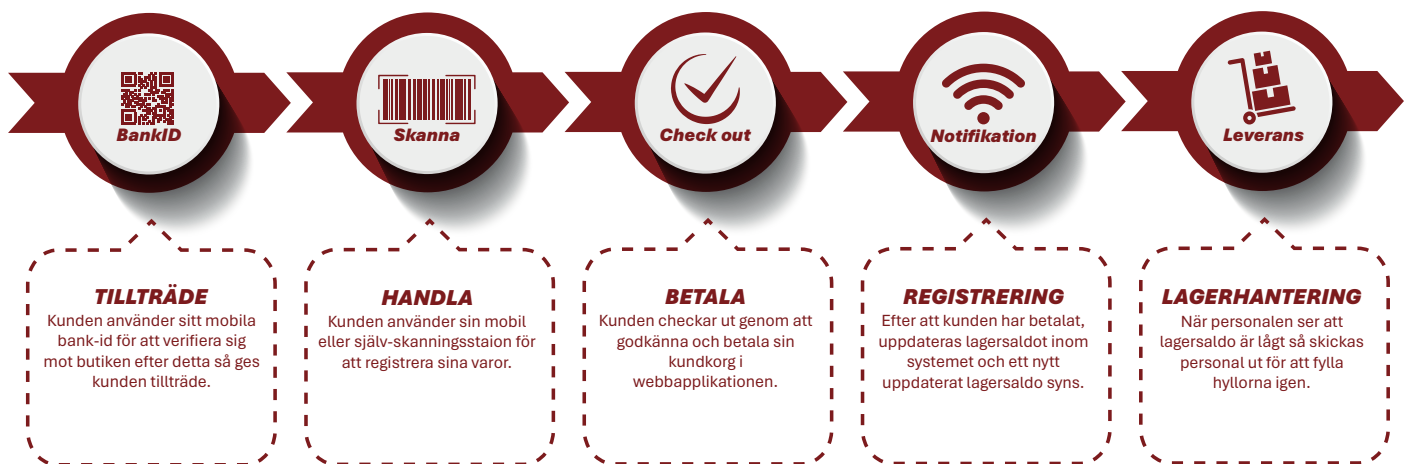 BankID
Skanna
Check out
Notifikation
Leverans
TILLTRÄDE
Kunden använder sitt mobila
bank-id för att verifiera sig
mot butiken efter detta så ges
kunden tillträde.
HANDLA
Kunden använder sin mobil
eller själv-skanningsstaion för
att registrera sina varor.
BETALA
Kunden checkar ut genom att
godkänna och betala sin
kundkorg i
webbapplikationen.
REGISTRERING
Efter att kunden har betalat,
uppdateras lagersaldot inom
systemet och ett nytt
uppdaterat lagersaldo syns.
LAGERHANTERING
När personalen ser att
lagersaldo är lågt så skickas
personal ut för att fylla
hyllorna igen.